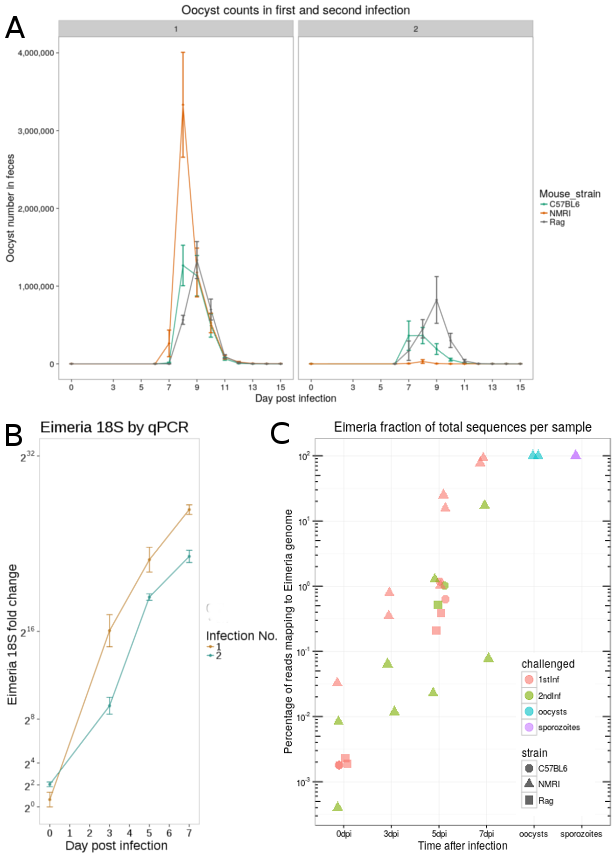 A
Oocyst counts in first and second infection
1
2
4,000,000
3,000,000
2,000,000
1,000,000
0
Oocyst number in feces
0 3 5 7 9 11 13 15
0 3 5 7 9 11 13 15
Day post infection
Mouse_strain
C57BL6
NMRI
Rag
B
Eimeria 18S by qPCR
2^32
2^16
2^8
2^4
2^2
2^0
Eimeria 18S fold change
0 1 2 3 4 5 6 7
Day post infection
Infection No.
1
2
C
Eimeria fraction of total sequences per sample
10^2
10^1
10^0
10^-1
10^-2
10^-3
Percentage of reads mapping to Eimeria genome
0dpi 3dpi 5dpi 7dpi oocysts sporozoites
Time after infection
challenged
1stInf
2ndInf
oocysts
sporozoites
strain
C57BL6
NMRI
Rag